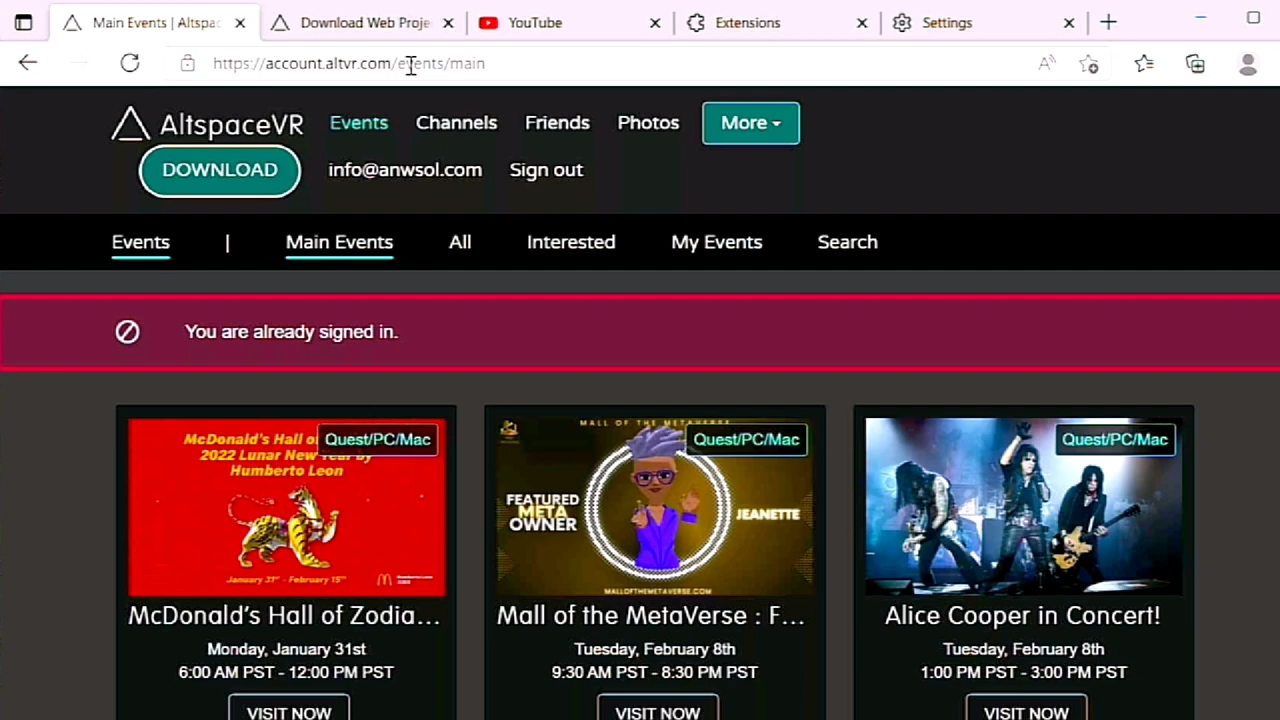 Main Events | Altspac
Download Web Proje
YouTube
Extensions
Settings
https://account.altvr.com/events/main
AltspaceVR
Events
Channels
Friends
Photos
More
DOWNLOAD
info@anwsol.com
Sign out
Events
|
Main Events
All
Interested
My Events
Search
You are already signed in.
McDonald's Hall of
2022 Lunar New Year by
Humberto Leon
January 31st - February 15th
Quest/PC/Mac
McDonald's Hall of Zodia...
Monday, January 31st
6:00 AM PST - 12:00 PM PST
VISIT NOW
MALL OF THE METAVERSE
Quest/PC/Mac
FEATURED
META
OWNER
JEANETTE
MALLOFTHEMETAVERSE.COM
Mall of the MetaVerse : F...
Tuesday, February 8th
9:30 AM PST - 8:30 PM PST
VISIT NOW
Quest/PC/Mac
Alice Cooper in Concert!
Tuesday, February 8th
1:00 PM PST - 3:00 PM PST
VISIT NOW